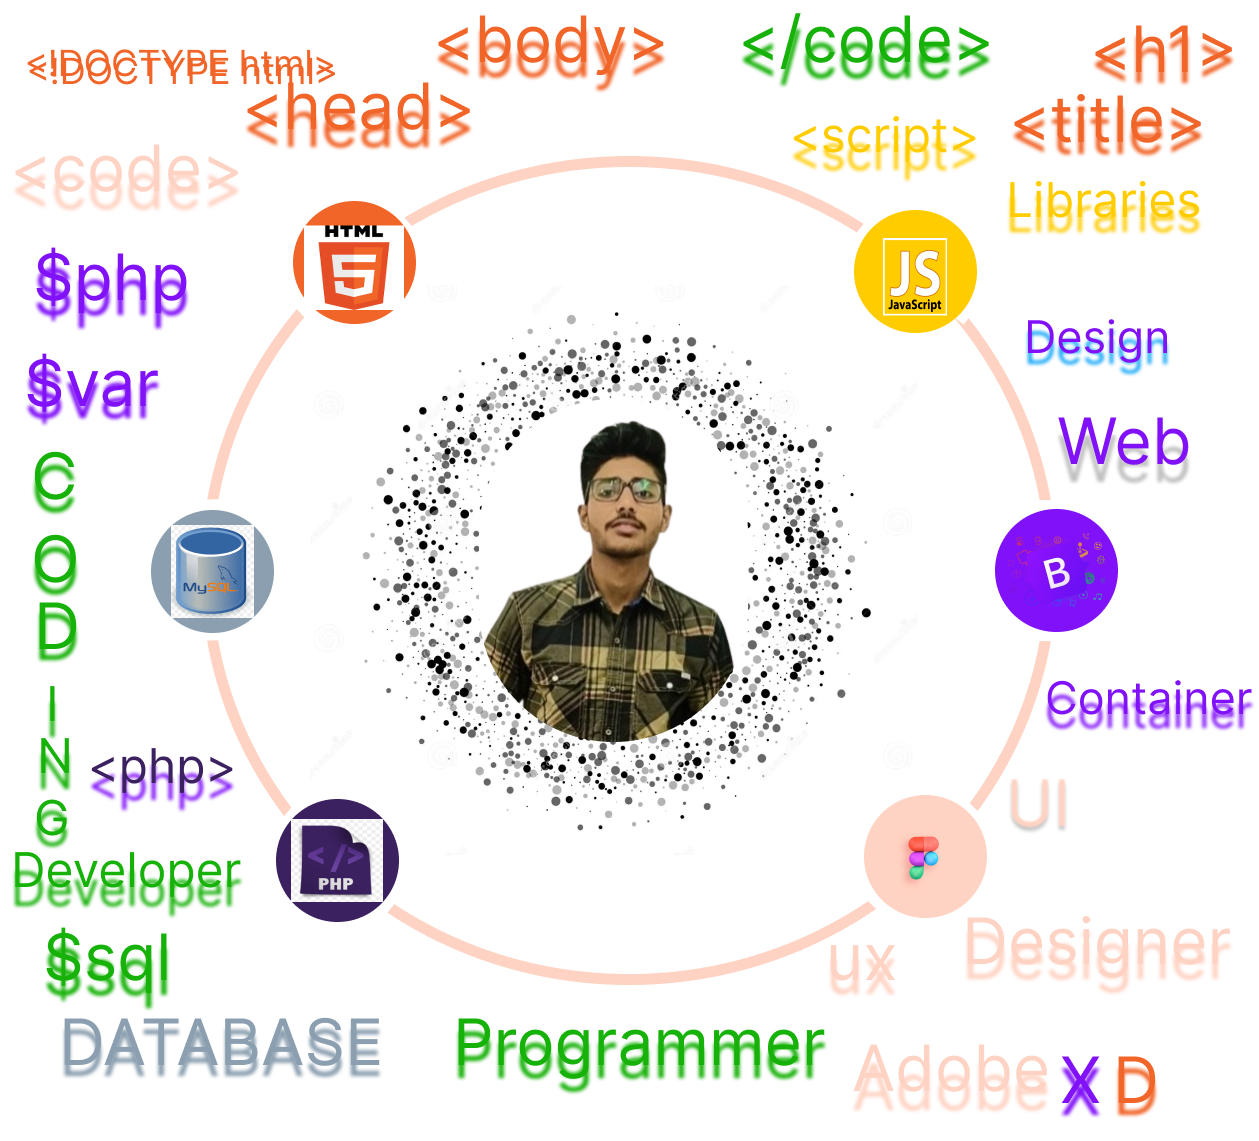 <!DOCTYPE html>
<body>
</code>
<h1>
<head>
<title>
<script>
<code>
Libraries
HTML
5
JS
JavaScript
$php
Design
$var
Web
CODING
MySQL
B
Container
<php>
UI
</>
PHP
Developer
Designer
$sql
ux
DATABASE
Programmer
Adobe X D